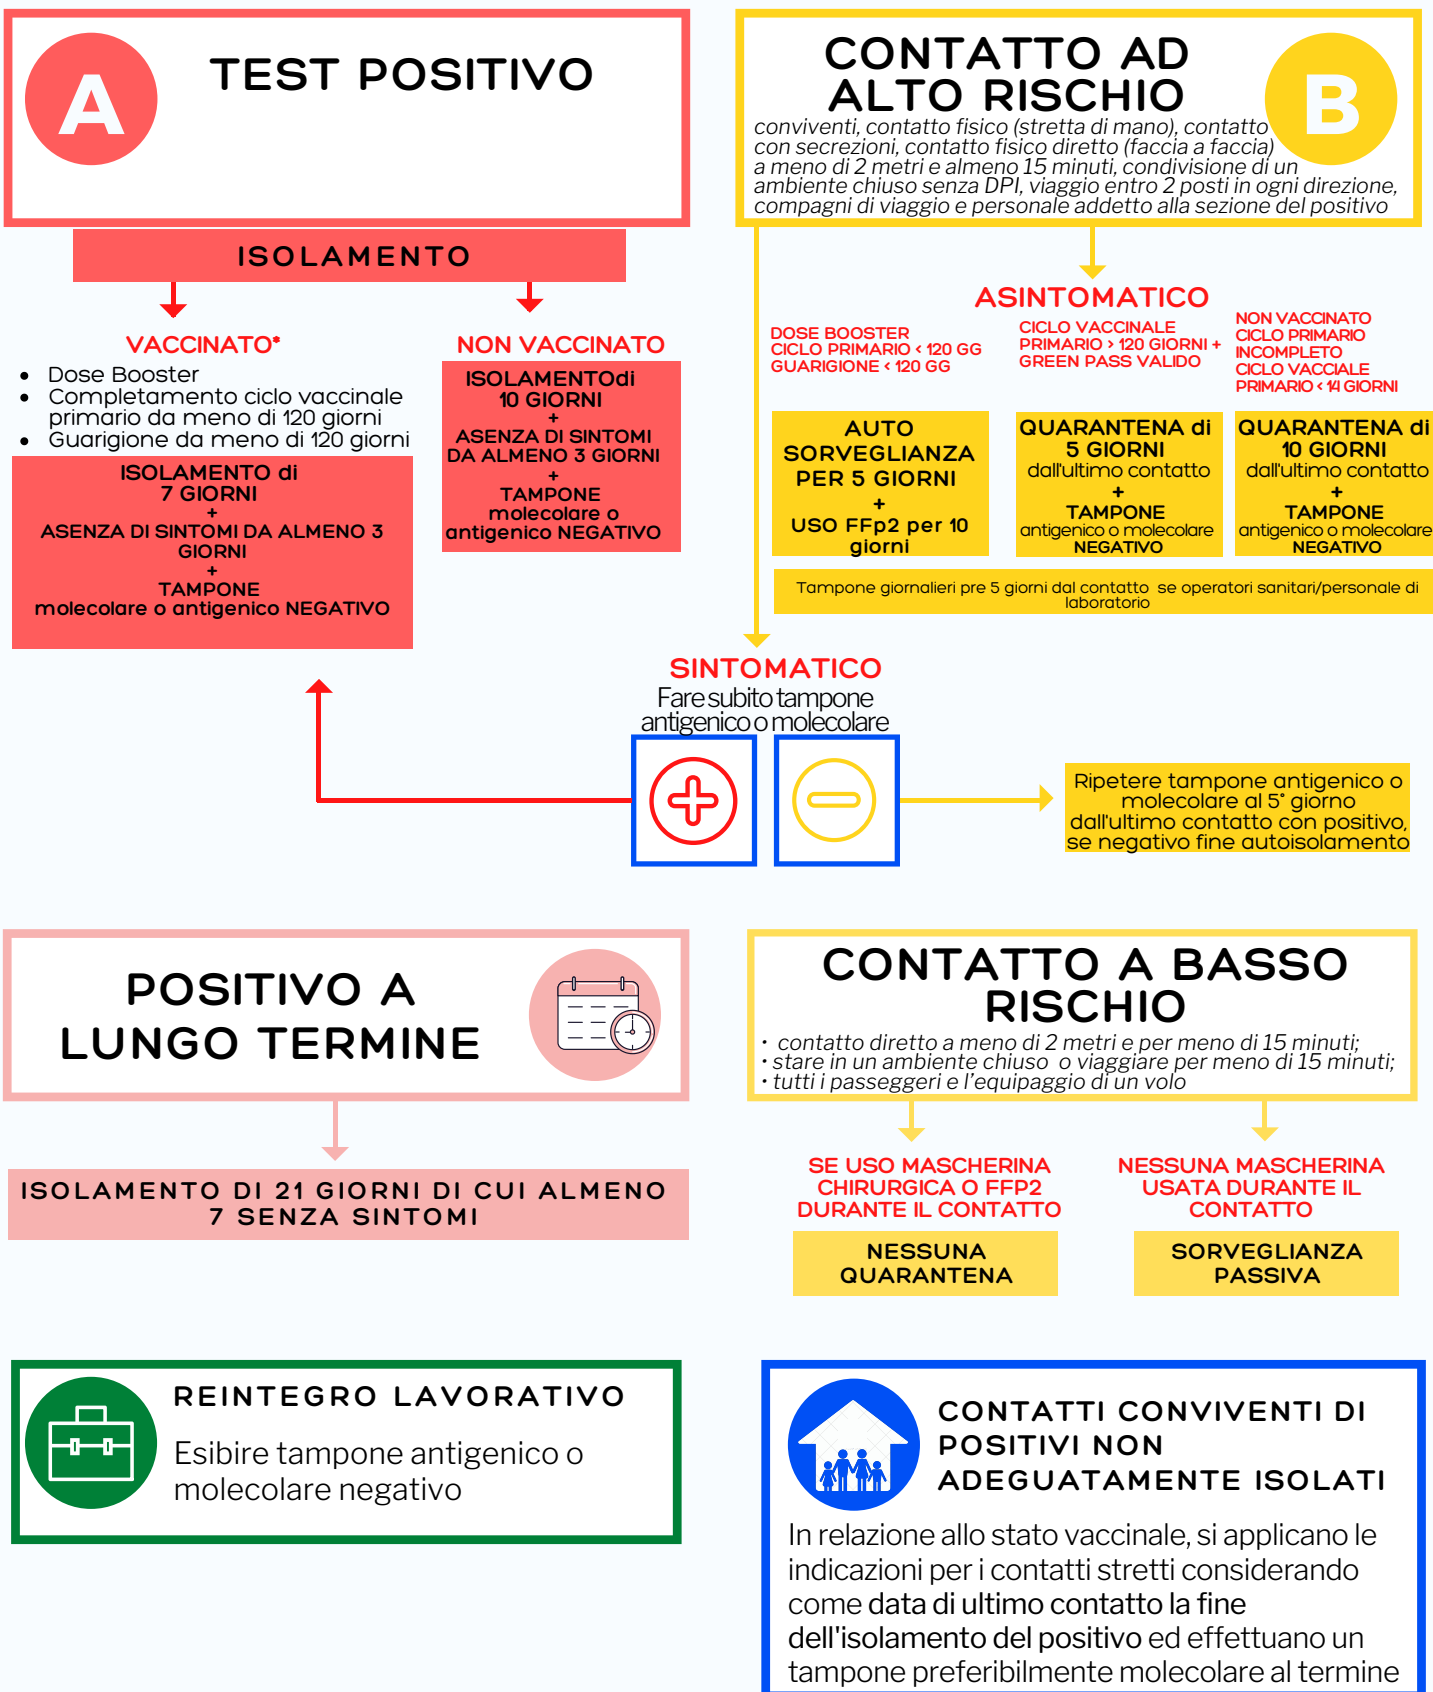 A
TEST POSITIVO
ISOLAMENTO
VACCINATO*
• Dose Booster
• Completamento ciclo vaccinale
primario da meno di 120 giorni
• Guarigione da meno di 120 giorni
ISOLAMENTO di
7 GIORNI
+
ASENZA DI SINTOMI DA ALMENO 3
GIORNI
+
TAMPONE
molecolare o antigenico NEGATIVO
NON VACCINATO
ISOLAMENTOdi
10 GIORNI
+
ASENZA DI SINTOMI
DA ALMENO 3 GIORNI
+
TAMPONE
molecolare o
antigenico NEGATIVO
CONTATTO AD
ALTO RISCHIO
B
conviventi, contatto fisico (stretta di mano), contatto
con secrezioni, contatto fisico diretto (faccia a faccia)
a meno di 2 metri e almeno 15 minuti, condivisione di un
ambiente chiuso senza DPI, viaggio entro 2 posti in ogni direzione,
compagni di viaggio e personale addetto alla sezione del positivo
ASINTOMATICO
DOSE BOOSTER
CICLO PRIMARIO < 120 GG
GUARIGIONE < 120 GG
AUTO
SORVEGLIANZA
PER 5 GIORNI
+
USO FFp2 per 10
giorni
CICLO VACCINALE
PRIMARIO > 120 GIORNI +
GREEN PASS VALIDO
QUARANTENA di
5 GIORNI
dall'ultimo contatto
+
TAMPONE
antigenico o molecolare
NEGATIVO
NON VACCINATO
CICLO PRIMARIO
INCOMPLETO
CICLO VACCIALE
PRIMARIO < 14 GIORNI
QUARANTENA di
10 GIORNI
dall'ultimo contatto
+
TAMPONE
antigenico o molecolare
NEGATIVO
Tampone giornalieri pre 5 giorni dal contatto se operatori sanitari/personale di
laboratorio
SINTOMATICO
Fare subito tampone
antigenico o molecolare
Ripetere tampone antigenico o
molecolare al 5° giorno
dall'ultimo contatto con positivo,
se negativo fine autoisolamento
POSITIVO A
LUNGO TERMINE
ISOLAMENTO DI 21 GIORNI DI CUI ALMENO
7 SENZA SINTOMI
CONTATTO A BASSO
RISCHIO
• contatto diretto a meno di 2 metri e per meno di 15 minuti;
• stare in un ambiente chiuso o viaggiare per meno di 15 minuti;
• tutti i passeggeri e l'equipaggio di un volo
SE USO MASCHERINA
CHIRURGICA O FFP2
DURANTE IL CONTATTO
NESSUNA
QUARANTENA
NESSUNA MASCHERINA
USATA DURANTE IL
CONTATTO
SORVEGLIANZA
PASSIVA
REINTEGRO LAVORATIVO
Esibire tampone antigenico o
molecolare negativo
CONTATTI CONVIVENTI DI
POSITIVI NON
ADEGUATAMENTE ISOLATI
In relazione allo stato vaccinale, si applicano le
indicazioni per i contatti stretti considerando
come data di ultimo contatto la fine
dell'isolamento del positivo ed effettuano un
tampone preferibilmente molecolare al termine